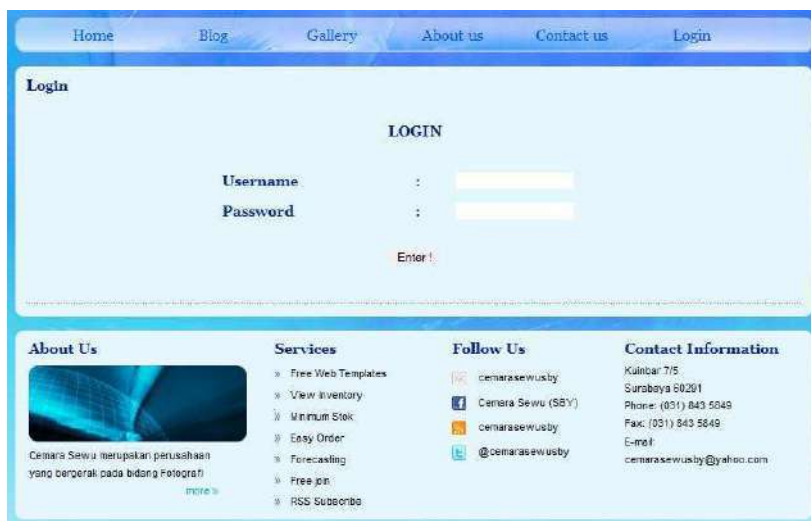 Home Blog Gallery About us Contact us Login
Login
LOGIN
Username :
Password :
Enter !
About Us
Cemara Sewu merupakan perusahaan
yang bergerak pada bidang Fotografi
more »
Services
» Free Web Templates
» View Inventory
» Minimum Stok
» Easy Order
» Forecasting
» Free join
» RSS Subscribe
Follow Us
cemarasewusby
Cemara Sewu (SBY)
cemarasewusby
@cemarasewusby
Contact Information
Kuinbar 7/5
Surabaya 60291
Phone: (031) 843 5849
Fax: (031) 843 5849
E-mail:
cemarasewusby@yahoo.com